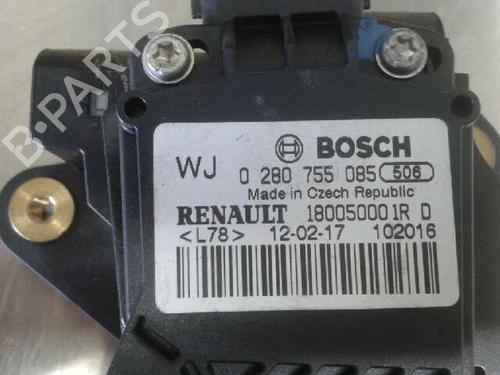 B-PARTS
BOSCH
WJ 0 280 755 085 506
Made in Czech Republic
RENAULT 180050001R D
<L78> 12-02-17 102016